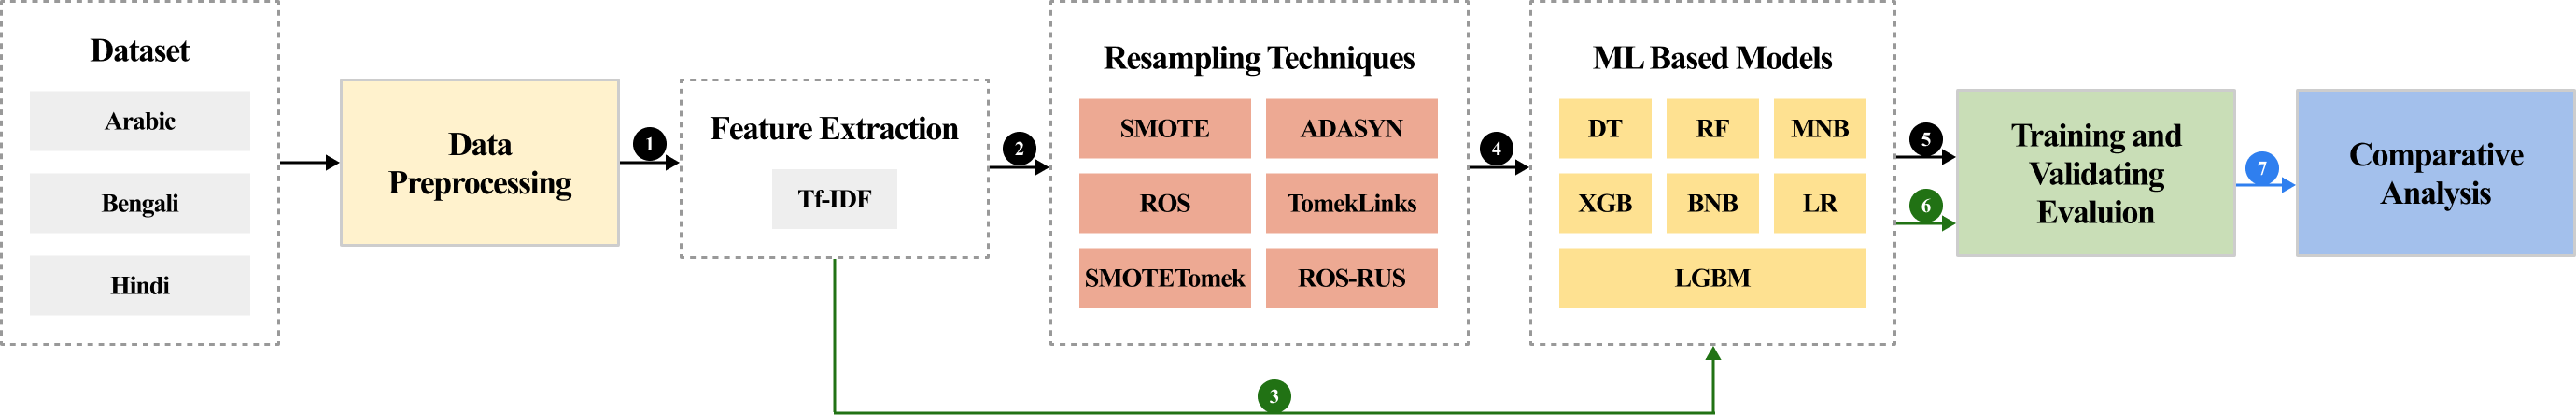 Dataset
Arabic
Bengali
Hindi
Data
Preprocessing
1
Feature Extraction
Tf-IDF
2
3
Resampling Techniques
SMOTE ADASYN
ROS TomekLinks
SMOTETomek ROS-RUS
4
ML Based Models
DT RF MNB
XGB BNB LR
LGBM
5
6
Training and
Validating
Evaluion
7
Comparative
Analysis